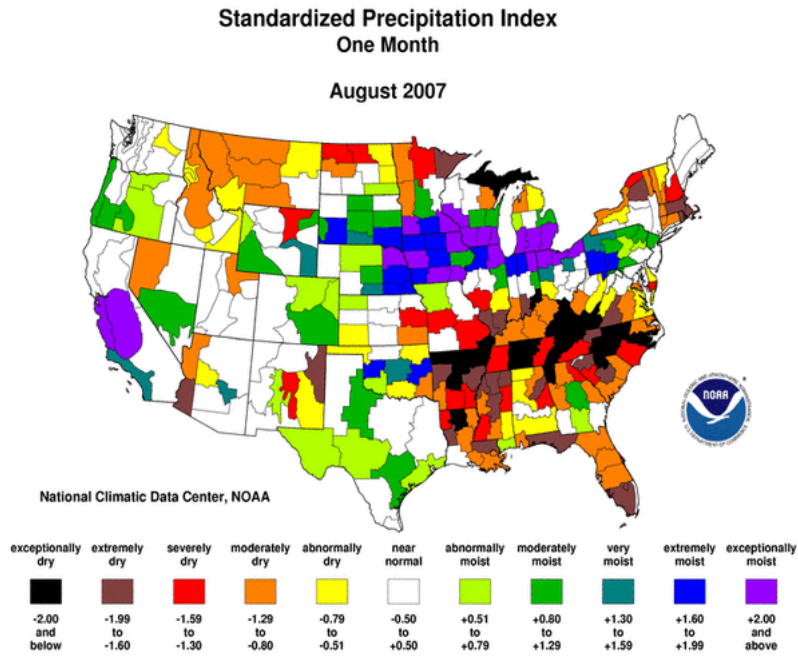 Standardized Precipitation Index
One Month
August 2007
NOAA
National Climatic Data Center, NOAA
exceptionally dry
extremely dry
severely dry
moderately dry
abnormally dry
near normal
abnormally moist
moderately moist
very moist
extremely moist
exceptionally moist
-2.00 and below
-1.99 to -1.60
-1.59 to -1.30
-1.29 to -0.80
-0.79 to -0.51
-0.50 to +0.50
+0.51 to +0.79
+0.80 to +1.29
+1.30 to +1.59
+1.60 to +1.99
+2.00 and above